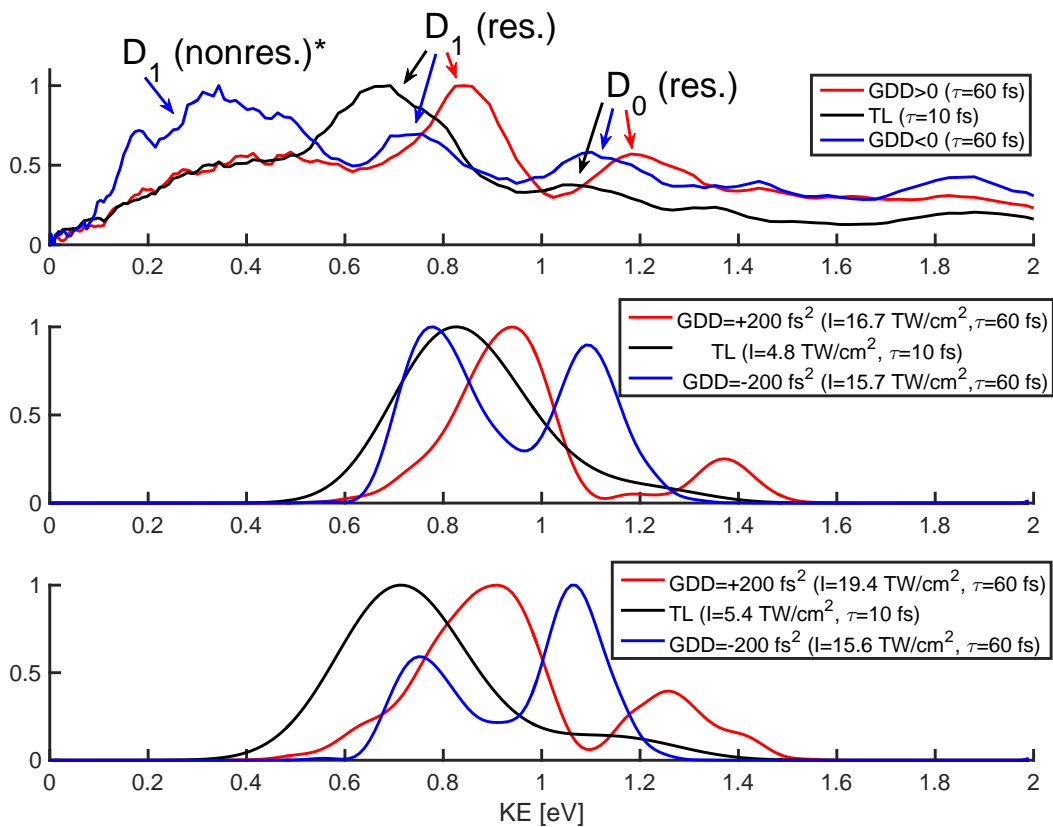 D1 (nonres.)*
D1 (res.)
D0 (res.)
GDD>0 (τ=60 fs)
TL (τ=10 fs)
GDD<0 (τ=60 fs)
1
0.5
0
0 0.2 0.4 0.6 0.8 1 1.2 1.4 1.6 1.8 2
GDD=+200 fs² (I=16.7 TW/cm²,τ=60 fs)
TL (I=4.8 TW/cm², τ=10 fs)
GDD=-200 fs² (I=15.7 TW/cm²,τ=60 fs)
1
0.5
0
0 0.2 0.4 0.6 0.8 1 1.2 1.4 1.6 1.8 2
GDD=+200 fs² (I=19.4 TW/cm², τ=60 fs)
TL (I=5.4 TW/cm², τ=10 fs)
GDD=-200 fs² (I=15.6 TW/cm², τ=60 fs)
1
0.5
0
0 0.2 0.4 0.6 0.8 1 1.2 1.4 1.6 1.8 2
KE [eV]